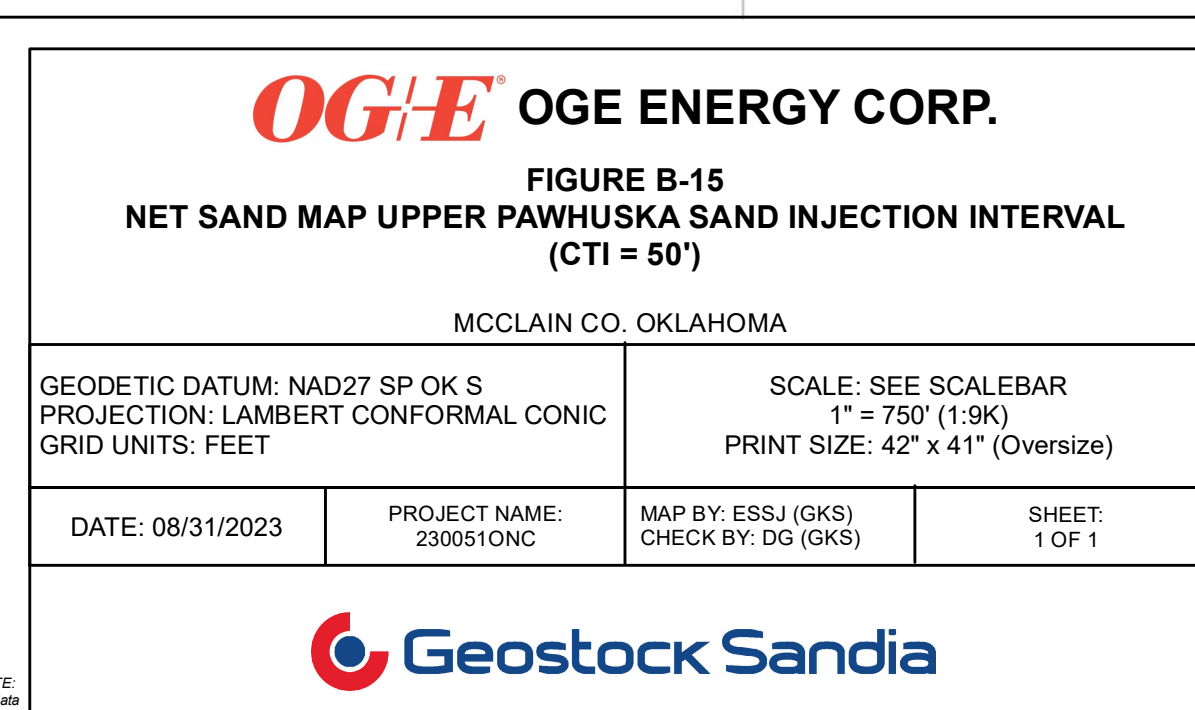 OG+E® OGE ENERGY CORP.
FIGURE B-15
NET SAND MAP UPPER PAWHUSKA SAND INJECTION INTERVAL
(CTI = 50')
MCCLAIN CO. OKLAHOMA
GEODETIC DATUM: NAD27 SP OK S
PROJECTION: LAMBERT CONFORMAL CONIC
GRID UNITS: FEET
SCALE: SEE SCALEBAR
1" = 750' (1:9K)
PRINT SIZE: 42" x 41" (Oversize)
DATE: 08/31/2023
PROJECT NAME:
230051ONC
MAP BY: ESSJ (GKS)
CHECK BY: DG (GKS)
SHEET:
1 OF 1
Geostock Sandia